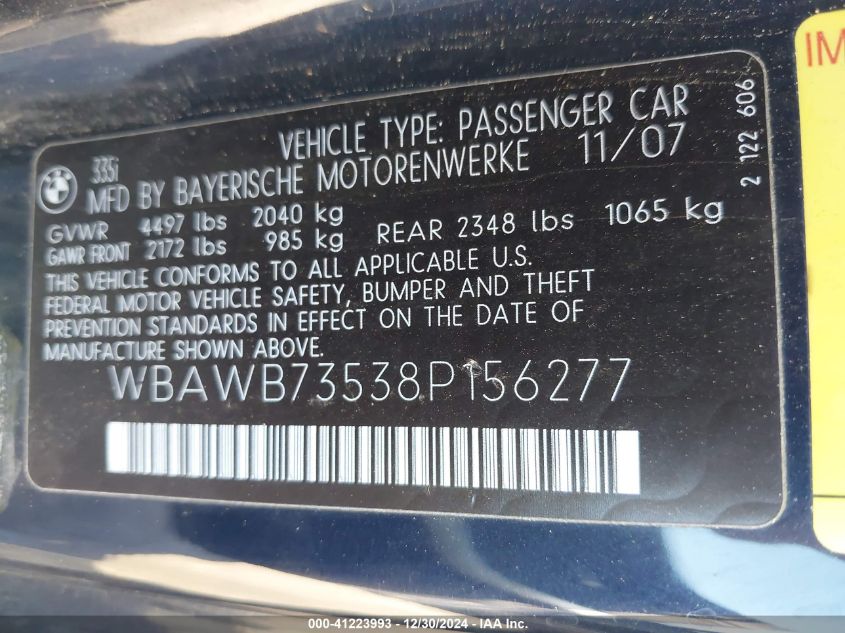 335i VEHICLE TYPE: PASSENGER CAR
MFD BY BAYERISCHE MOTORENWERKE 11/07
GVWR 4497 lbs 2040 kg
GAWR FRONT 2172 lbs 985 kg REAR 2348 lbs 1065 kg
THIS VEHICLE CONFORMS TO ALL APPLICABLE U.S.
FEDERAL MOTOR VEHICLE SAFETY, BUMPER AND THEFT
PREVENTION STANDARDS IN EFFECT ON THE DATE OF
MANUFACTURE SHOWN ABOVE.
WBAWB73538P156277
2 122 606
IM
000-41223993 - 12/30/2024 - IAA Inc.